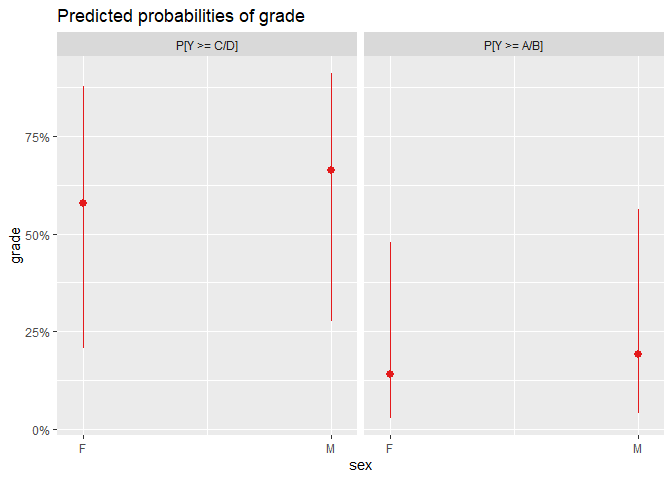 Predicted probabilities of grade
P[Y >= C/D]
P[Y >= A/B]
grade
75%
50%
25%
0%
F
M
F
M
sex